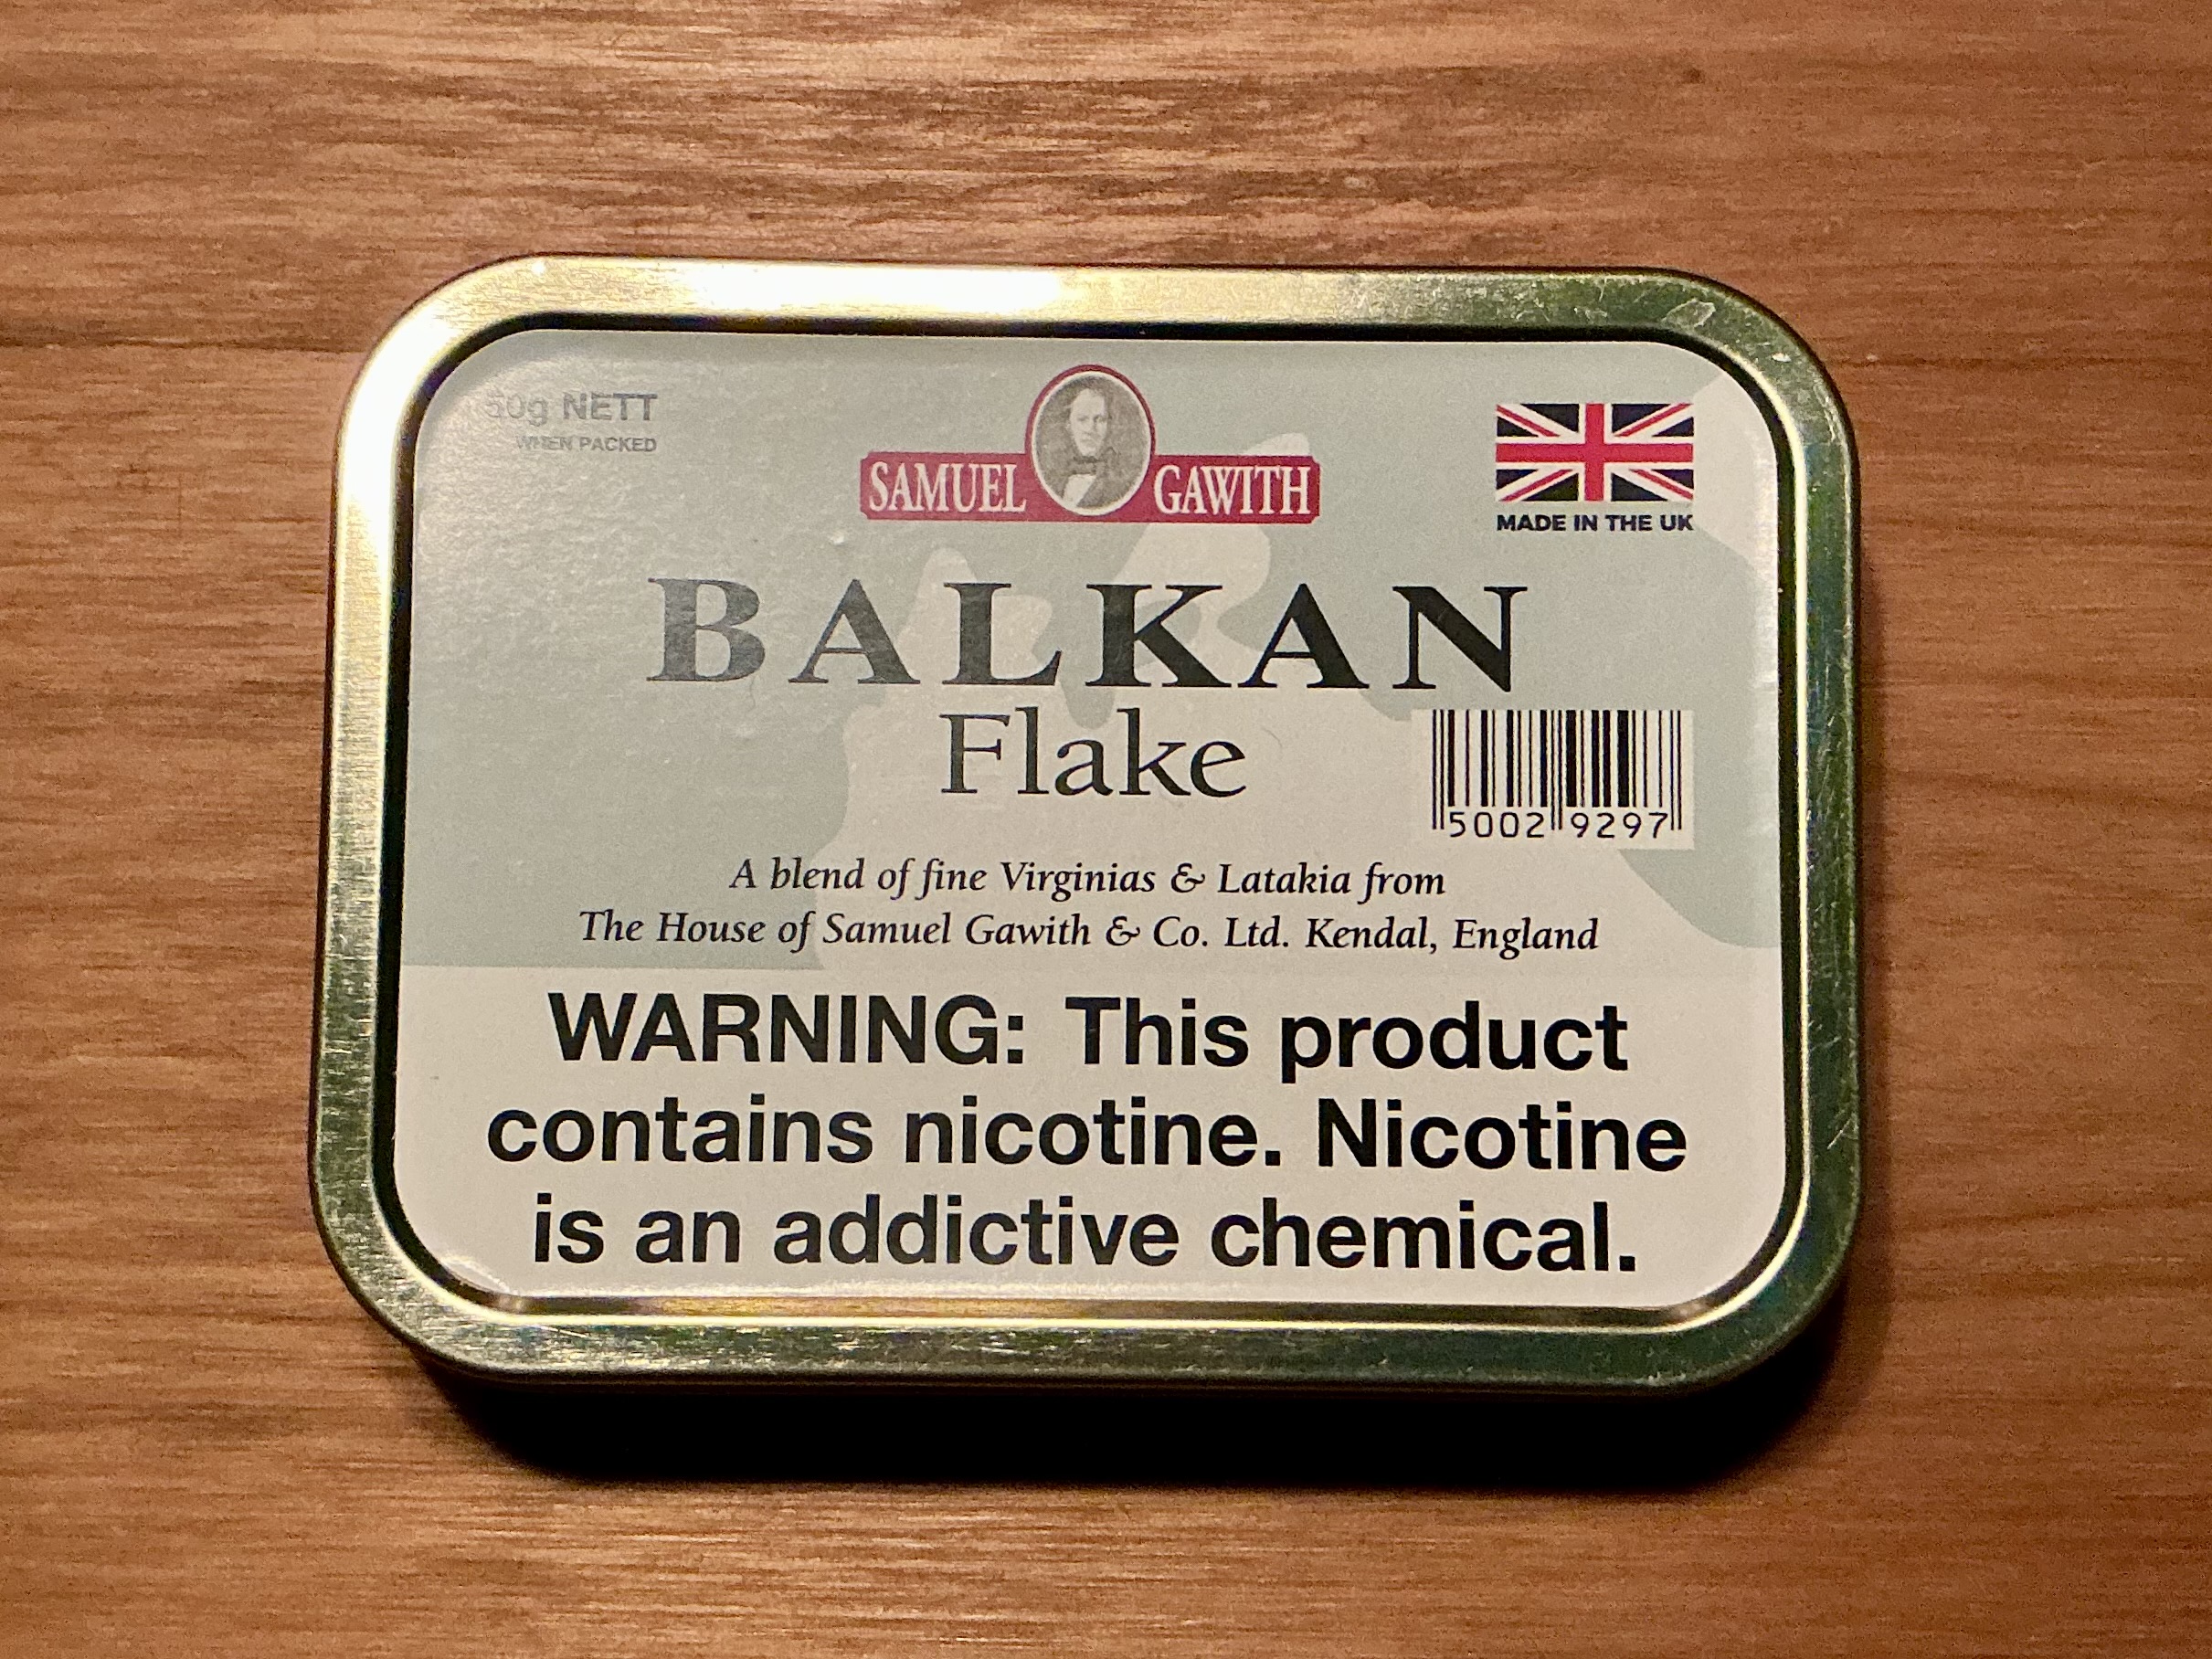 50g NETT
WHEN PACKED
SAMUEL GAWITH
MADE IN THE UK
BALKAN
Flake
5002 9297
A blend of fine Virginias & Latakia from
The House of Samuel Gawith & Co. Ltd. Kendal, England
WARNING: This product
contains nicotine. Nicotine
is an addictive chemical.